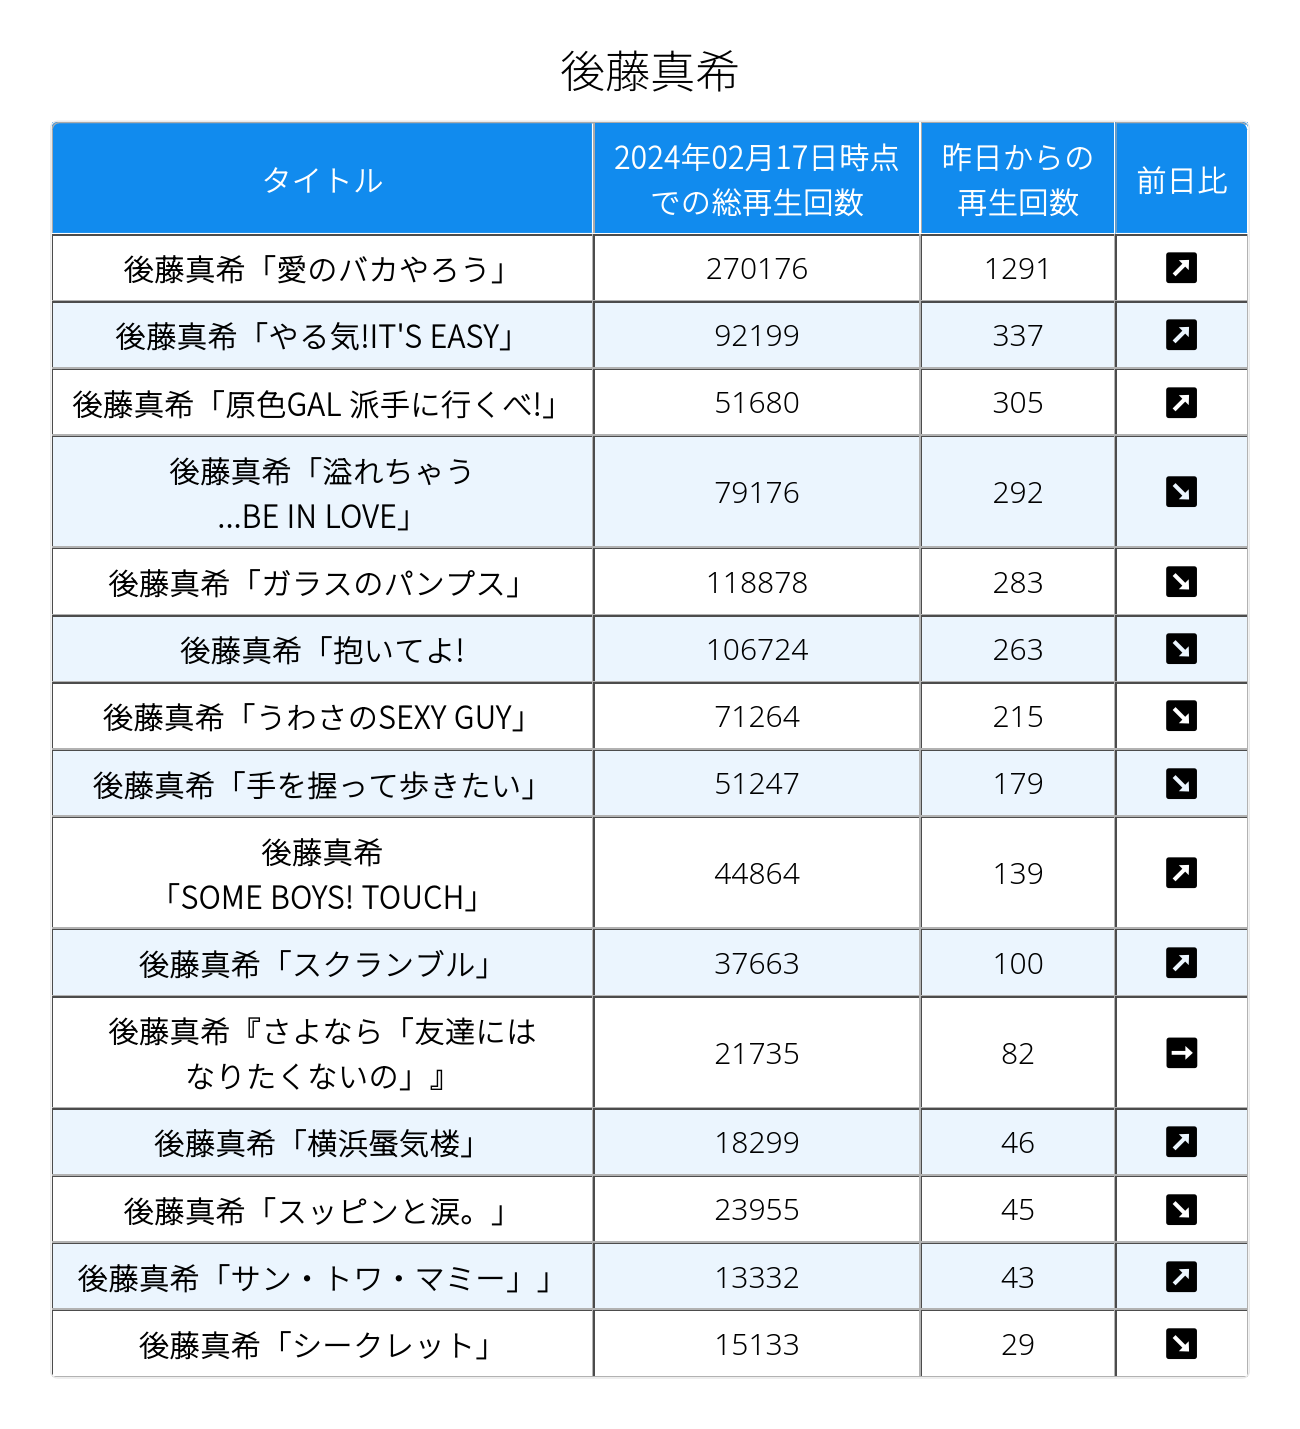 後藤真希
タイトル
2024年02月17日時点
での総再生回数
昨日からの
再生回数
前日比
後藤真希「愛のバカやろう」 270176 1291
後藤真希「やる気!IT'S EASY」 92199 337
後藤真希「原色GAL 派手に行くべ!」 51680 305
後藤真希「溢れちゃう
...BE IN LOVE」 79176 292
後藤真希「ガラスのパンプス」 118878 283
後藤真希「抱いてよ! 106724 263
後藤真希「うわさのSEXY GUY」 71264 215
後藤真希「手を握って歩きたい」 51247 179
後藤真希
「SOME BOYS! TOUCH」 44864 139
後藤真希「スクランブル」 37663 100
後藤真希『さよなら「友達には
なりたくないの」』 21735 82
後藤真希「横浜蜃気楼」 18299 46
後藤真希「スッピンと涙。」 23955 45
後藤真希「サン・トワ・マミー」」 13332 43
後藤真希「シークレット」 15133 29